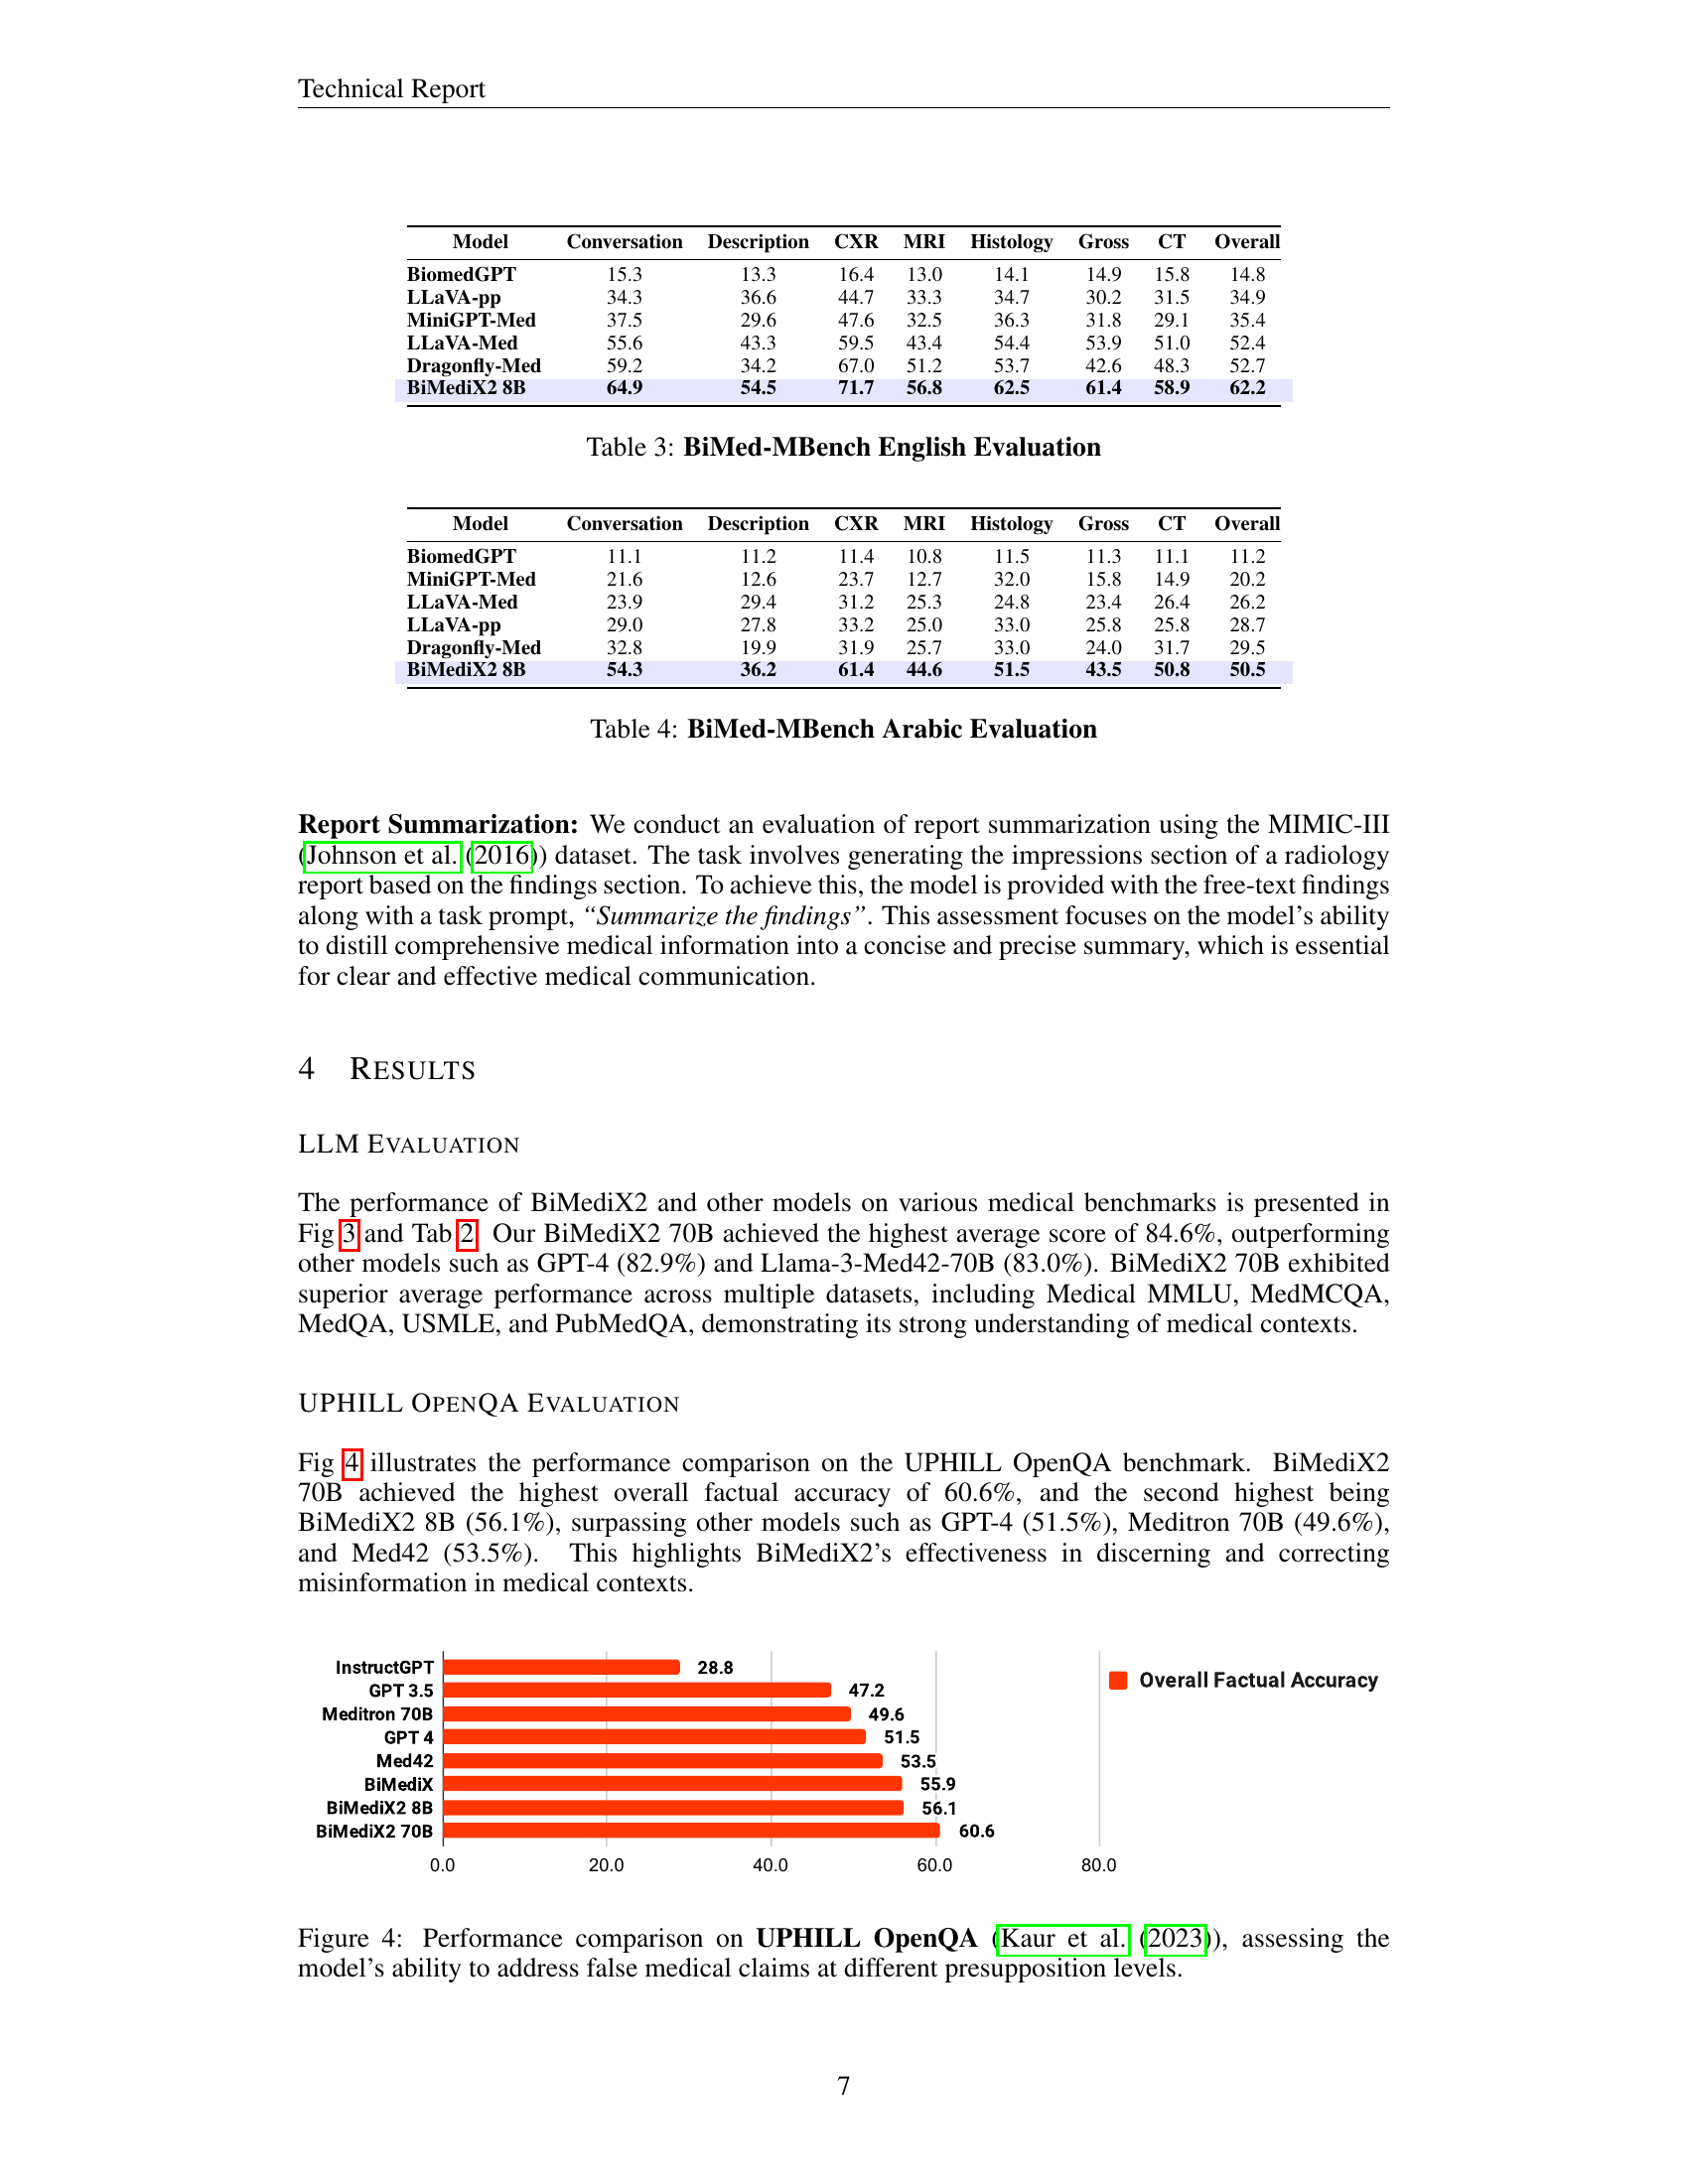 Technical Report
Model Conversation Description CXR MRI Histology Gross CT Overall
BiomedGPT 15.3 13.3 16.4 13.0 14.1 14.9 15.8 14.8
LLaVA-pp 34.3 36.6 44.7 33.3 34.7 30.2 31.5 34.9
MiniGPT-Med 37.5 29.6 47.6 32.5 36.3 31.8 29.1 35.4
LLaVA-Med 55.6 43.3 59.5 43.4 54.4 53.9 51.0 52.4
Dragonfly-Med 59.2 34.2 67.0 51.2 53.7 42.6 48.3 52.7
BiMediX2 8B 64.9 54.5 71.7 56.8 62.5 61.4 58.9 62.2
Table 3: BiMed-MBench English Evaluation
Model Conversation Description CXR MRI Histology Gross CT Overall
BiomedGPT 11.1 11.2 11.4 10.8 11.5 11.3 11.1 11.2
MiniGPT-Med 21.6 12.6 23.7 12.7 32.0 15.8 14.9 20.2
LLaVA-Med 23.9 29.4 31.2 25.3 24.8 23.4 26.4 26.2
LLaVA-pp 29.0 27.8 33.2 25.0 33.0 25.8 25.8 28.7
Dragonfly-Med 32.8 19.9 31.9 25.7 33.0 24.0 31.7 29.5
BiMediX2 8B 54.3 36.2 61.4 44.6 51.5 43.5 50.8 50.5
Table 4: BiMed-MBench Arabic Evaluation
Report Summarization: We conduct an evaluation of report summarization using the MIMIC-III
(Johnson et al. (2016)) dataset. The task involves generating the impressions section of a radiology
report based on the findings section. To achieve this, the model is provided with the free-text findings
along with a task prompt, “Summarize the findings”. This assessment focuses on the model’s ability
to distill comprehensive medical information into a concise and precise summary, which is essential
for clear and effective medical communication.
4 RESULTS
LLM EVALUATION
The performance of BiMediX2 and other models on various medical benchmarks is presented in
Fig 3 and Tab 2. Our BiMediX2 70B achieved the highest average score of 84.6%, outperforming
other models such as GPT-4 (82.9%) and Llama-3-Med42-70B (83.0%). BiMediX2 70B exhibited
superior average performance across multiple datasets, including Medical MMLU, MedMCQA,
MedQA, USMLE, and PubMedQA, demonstrating its strong understanding of medical contexts.
UPHILL OPENQA EVALUATION
Fig 4 illustrates the performance comparison on the UPHILL OpenQA benchmark. BiMediX2
70B achieved the highest overall factual accuracy of 60.6%, and the second highest being
BiMediX2 8B (56.1%), surpassing other models such as GPT-4 (51.5%), Meditron 70B (49.6%),
and Med42 (53.5%). This highlights BiMediX2’s effectiveness in discerning and correcting
misinformation in medical contexts.
InstructGPT 28.8
Overall Factual Accuracy
GPT 3.5 47.2
Meditron 70B 49.6
GPT 4 51.5
Med42 53.5
BiMediX 55.9
BiMediX2 8B 56.1
BiMediX2 70B 60.6
0.0 20.0 40.0 60.0 80.0
Figure 4: Performance comparison on UPHILL OpenQA (Kaur et al. (2023)), assessing the
model’s ability to address false medical claims at different presupposition levels.
7